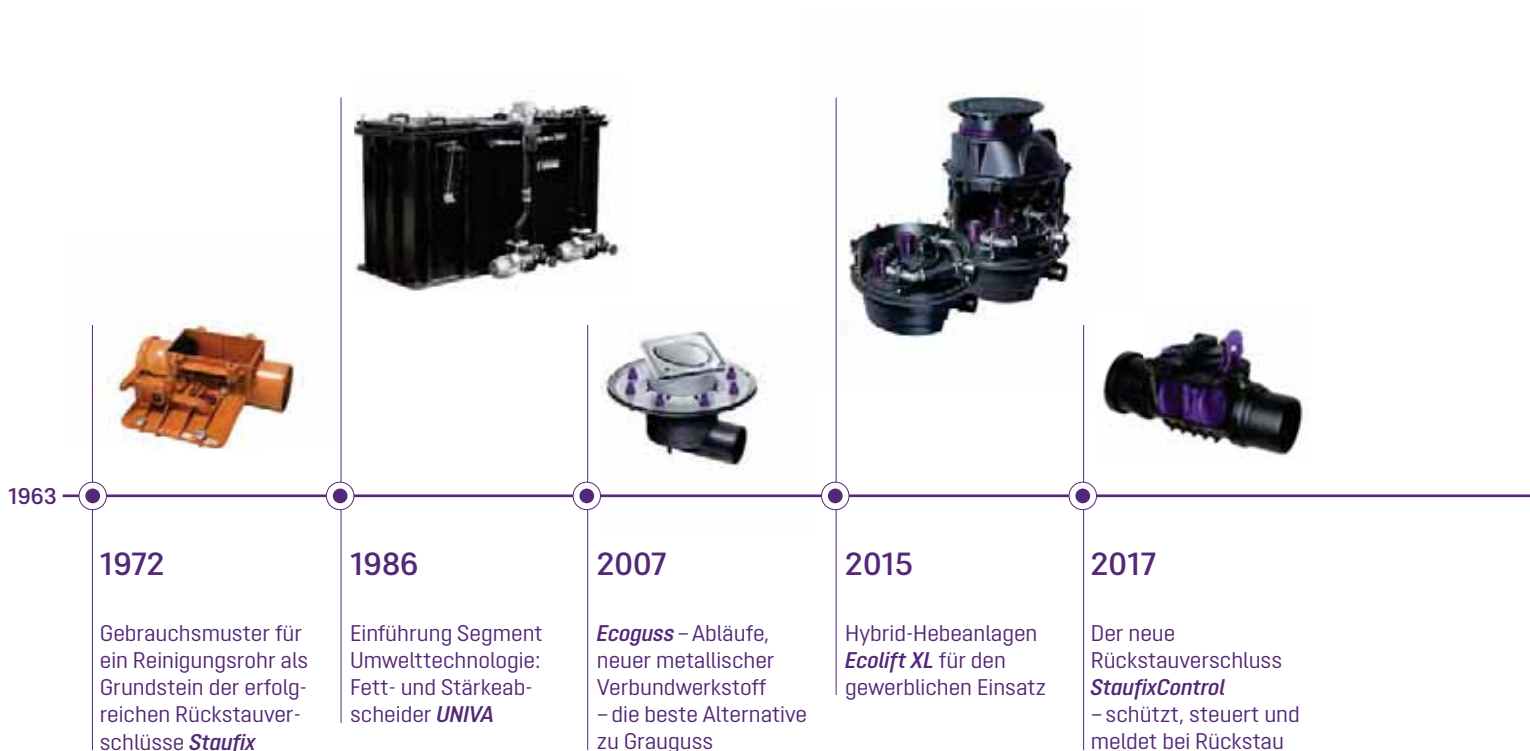 1963
1972
Gebrauchsmuster für
ein Reinigungsrohr als
Grundstein der erfolg-
reichen Rückstauver-
schlüsse Staufix
1986
Einführung Segment
Umwelttechnologie:
Fett- und Stärkeab-
scheider UNIVA
2007
Ecoguss – Abläufe,
neuer metallischer
Verbundwerkstoff
– die beste Alternative
zu Grauguss
2015
Hybrid-Hebeanlagen
Ecolift XL für den
gewerblichen Einsatz
2017
Der neue
Rückstauverschluss
StaufixControl
– schützt, steuert und
meldet bei Rückstau